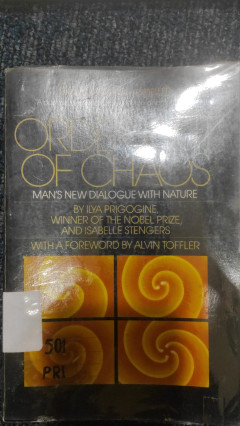 OF CHAOS
MAN'S NEW DIALOGUE WITH NATURE
BY ILYA PRIGOGINE,
WINNER OF THE NOBEL PRIZE,
AND ISABELLE STENGERS
WITH A FOREWORD BY ALVIN TOFFLER
501
PRI